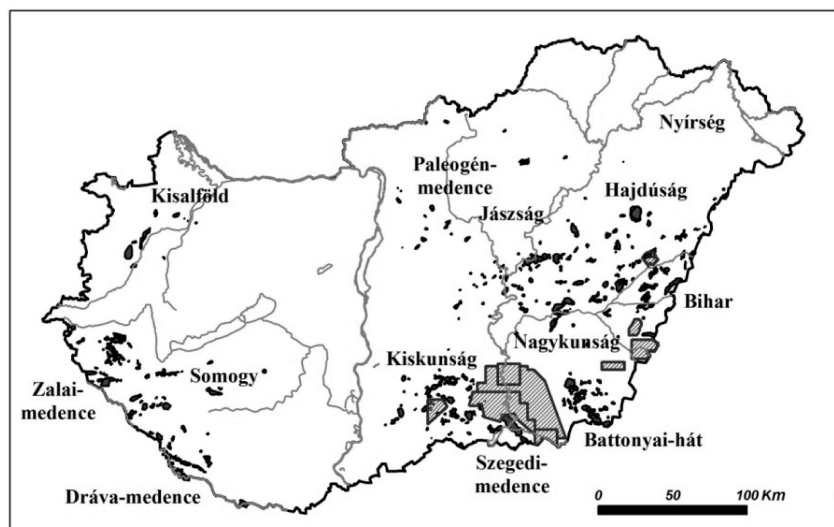 Nyírség
Paleogén-
medence
Hajdúság
Kisalföld
Jászság
Bihar
Nagykunság
Kiskunság
Somogy
Zalai-
medence
Battonyai-hát
Szegedi-
medence
Dráva-medence
0 50 100 Km